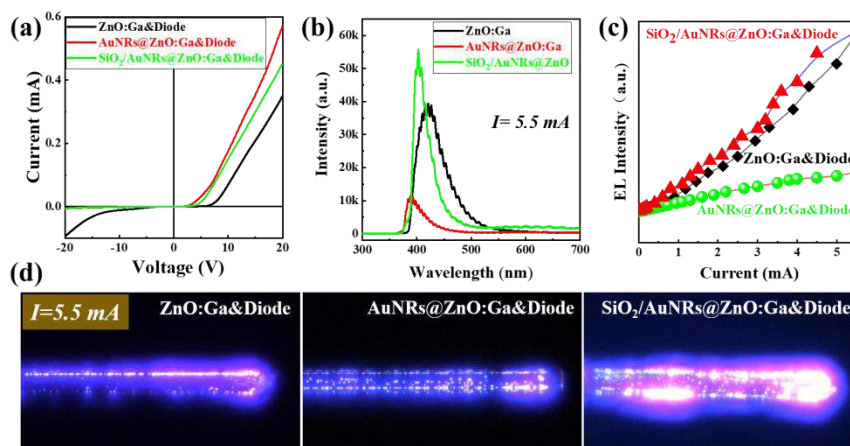 (a)
ZnO:Ga&Diode
AuNRs@ZnO:Ga&Diode
SiO2/AuNRs@ZnO:Ga&Diode
Current (mA)
0.6
0.4
0.2
0.0
-20
-10
0
10
20
Voltage (V)
(b)
ZnO:Ga
AuNRs@ZnO:Ga
SiO2/AuNRs@ZnO
I= 5.5 mA
Intensity (a.u.)
60k
50k
40k
30k
20k
10k
0
300
400
500
600
700
Wavelength (nm)
(c)
SiO2/AuNRs@ZnO:Ga&Diode
ZnO:Ga&Diode
AuNRs@ZnO:Ga&Diode
EL Intensity (a.u.)
0
1
2
3
4
5
Current (mA)
(d)
I=5.5 mA
ZnO:Ga&Diode
AuNRs@ZnO:Ga&Diode
SiO2/AuNRs@ZnO:Ga&Diode